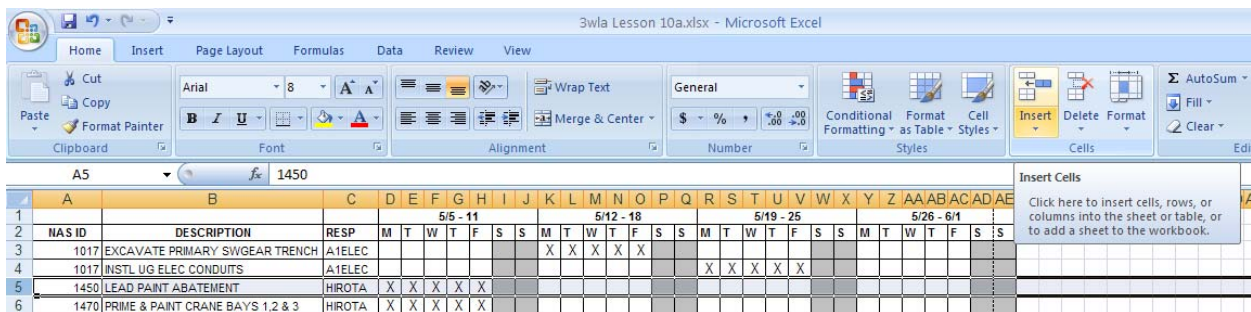 3wla Lesson 10a.xlsx - Microsoft Excel
Home Insert Page Layout Formulas Data Review View
Paste
Cut
Copy
Format Painter
Clipboard
Arial 8 A A
B I U A
Font
Wrap Text
Merge & Center
Alignment
General
$ % , .0 .00 .00 .0
Number
Conditional Formatting
Format as Table
Cell Styles
Styles
Insert Delete Format
Cells
Σ AutoSum
Fill
Clear
Edi
A5 fx 1450
Insert Cells
Click here to insert cells, rows, or
columns into the sheet or table, or
to add a sheet to the workbook.
A B C D E F G H I J K L M N O P Q R S T U V W X Y Z AA AB AC AD AE
1 5/5 - 11 5/12 - 18 5/19 - 25 5/26 - 6/1
2 NAS ID DESCRIPTION RESP M T W T F S S M T W T F S S M T W T F S S M T W T F S S
3 1017 EXCAVATE PRIMARY SWGEAR TRENCH A1ELEC X X X X X
4 1017 INSTL UG ELEC CONDUITS A1ELEC X X X X X
5 1450 LEAD PAINT ABATEMENT HIROTA X X X X X
6 1470 PRIME & PAINT CRANE BAYS 1,2 & 3 HIROTA X X X X X